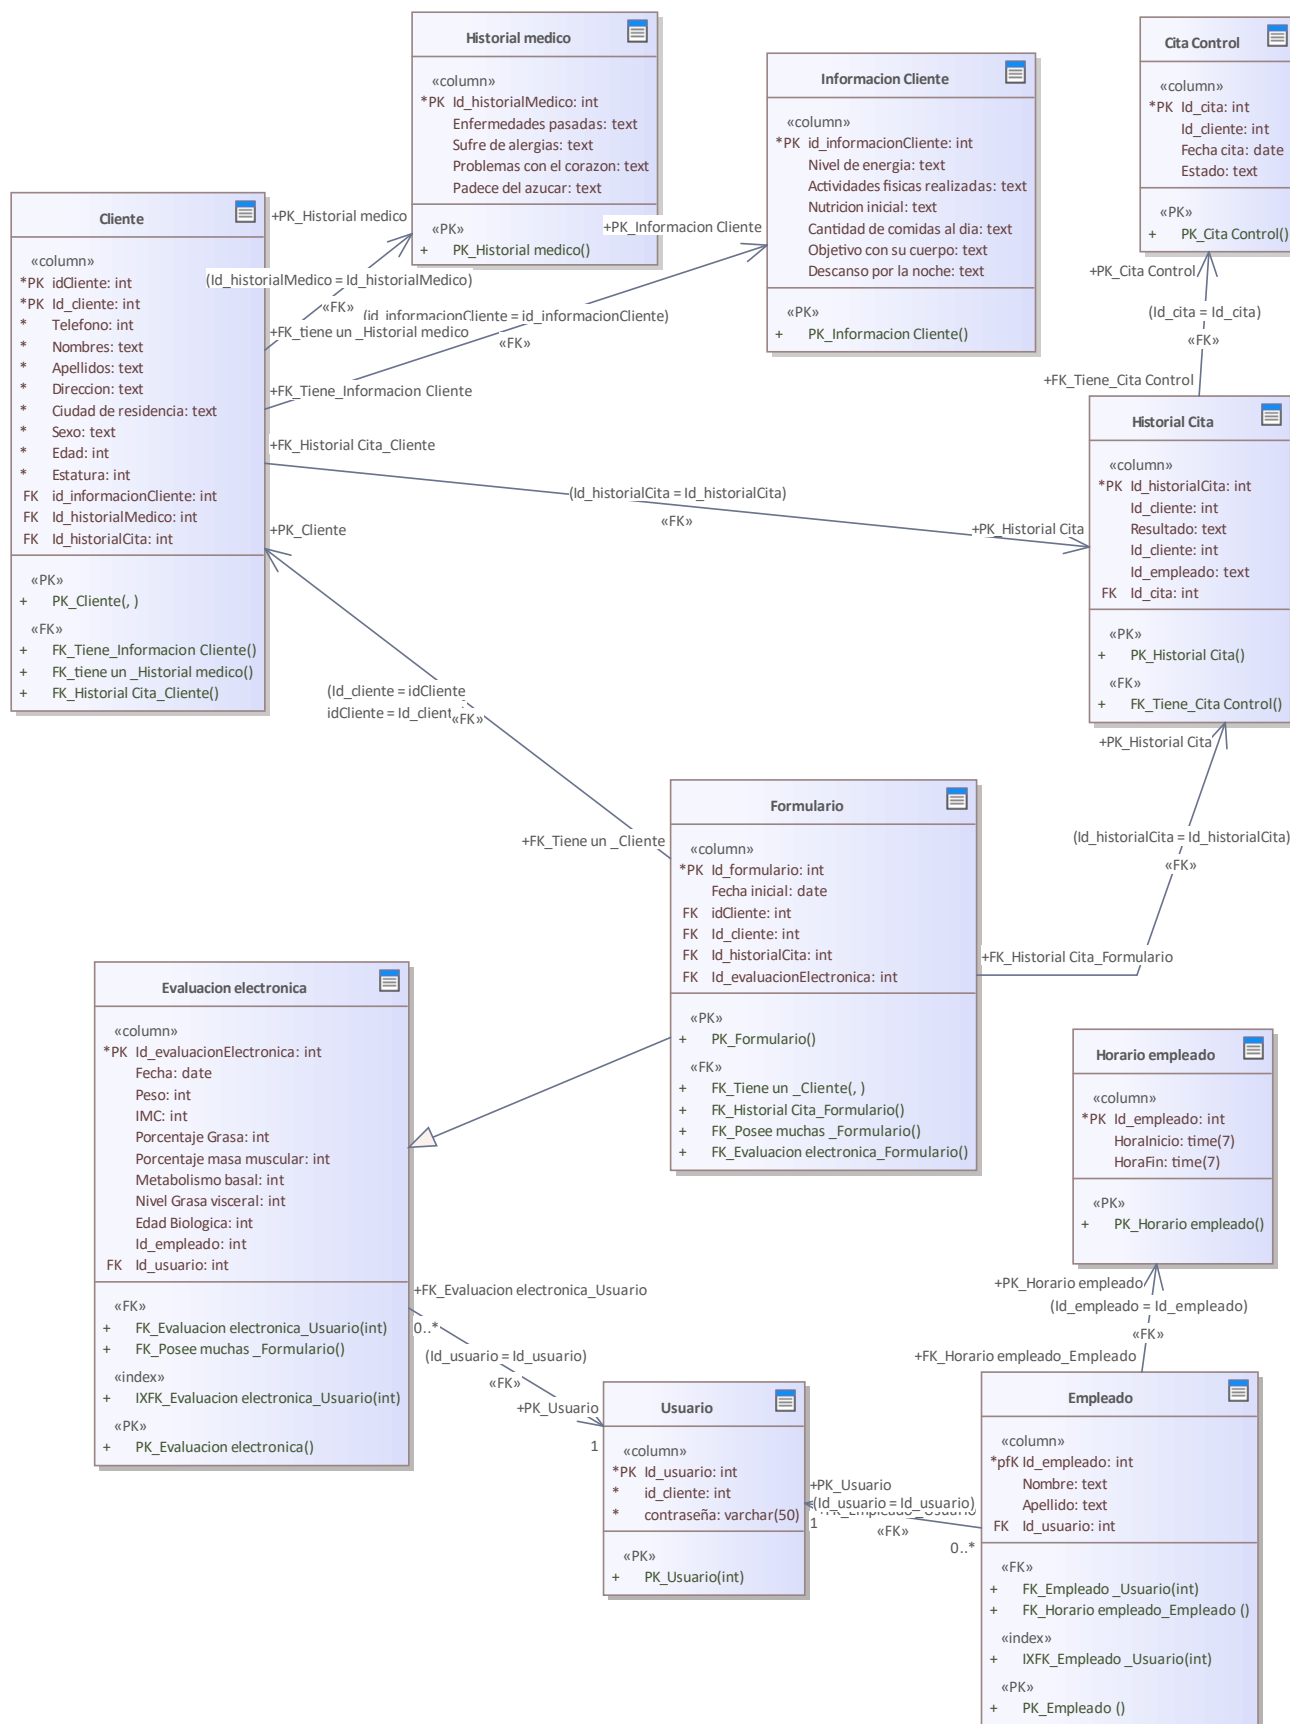 Historial medico
«column»
*PK Id_historialMedico: int
Enfermedades pasadas: text
Sufre de alergias: text
Problemas con el corazon: text
Padece del azucar: text
«PK»
+ PK_Historial medico()
Informacion Cliente
«column»
*PK id_informacionCliente: int
Nivel de energia: text
Actividades fisicas realizadas: text
Nutricion inicial: text
Cantidad de comidas al dia: text
Objetivo con su cuerpo: text
Descanso por la noche: text
«PK»
+ PK_Informacion Cliente()
Cita Control
«column»
*PK Id_cita: int
Id_cliente: int
Fecha cita: date
Estado: text
«PK»
+ PK_Cita Control()
Cliente
«column»
*PK idCliente: int
*PK Id_cliente: int
* Telefono: int
* Nombres: text
* Apellidos: text
* Direccion: text
* Ciudad de residencia: text
* Sexo: text
* Edad: int
* Estatura: int
FK id_informacionCliente: int
FK Id_historialMedico: int
FK Id_historialCita: int
«PK»
+ PK_Cliente(, )
«FK»
+ FK_Tiene_Informacion Cliente()
+ FK_tiene un _Historial medico()
+ FK_Historial Cita_Cliente()
+PK_Historial medico
(Id_historialMedico = Id_historialMedico)
«FK»
+FK_tiene un _Historial medico
+PK_Informacion Cliente
(id_informacionCliente = id_informacionCliente)
«FK»
+FK_Tiene_Informacion Cliente
+FK_Historial Cita_Cliente
(Id_historialCita = Id_historialCita)
«FK»
+PK_Historial Cita
+PK_Cita Control
(Id_cita = Id_cita)
«FK»
+FK_Tiene_Cita Control
Historial Cita
«column»
*PK Id_historialCita: int
Id_cliente: int
Resultado: text
Id_cliente: int
Id_empleado: text
FK Id_cita: int
«PK»
+ PK_Historial Cita()
«FK»
+ FK_Tiene_Cita Control()
+PK_Cliente
(Id_cliente = idCliente
idCliente = Id_client
«FK»
+FK_Tiene un _Cliente
+PK_Historial Cita
(Id_historialCita = Id_historialCita)
«FK»
+FK_Historial Cita_Formulario
Formulario
«column»
*PK Id_formulario: int
Fecha inicial: date
FK idCliente: int
FK Id_cliente: int
FK Id_historialCita: int
FK Id_evaluacionElectronica: int
«PK»
+ PK_Formulario()
«FK»
+ FK_Tiene un _Cliente(, )
+ FK_Historial Cita_Formulario()
+ FK_Posee muchas _Formulario()
+ FK_Evaluacion electronica_Formulario()
Evaluacion electronica
«column»
*PK Id_evaluacionElectronica: int
Fecha: date
Peso: int
IMC: int
Porcentaje Grasa: int
Porcentaje masa muscular: int
Metabolismo basal: int
Nivel Grasa visceral: int
Edad Biologica: int
Id_empleado: int
FK Id_usuario: int
«FK»
+ FK_Evaluacion electronica_Usuario(int)
+ FK_Posee muchas _Formulario()
«index»
+ IXFK_Evaluacion electronica_Usuario(int)
«PK»
+ PK_Evaluacion electronica()
Horario empleado
«column»
*PK Id_empleado: int
HoraInicio: time(7)
HoraFin: time(7)
«PK»
+ PK_Horario empleado()
+PK_Horario empleado
(Id_empleado = Id_empleado)
«FK»
+FK_Horario empleado_Empleado
+FK_Evaluacion electronica_Usuario
0..*
(Id_usuario = Id_usuario)
«FK»
+PK_Usuario
1
Usuario
«column»
*PK Id_usuario: int
* id_cliente: int
* contraseña: varchar(50)
«PK»
+ PK_Usuario(int)
+PK_Usuario
(Id_usuario = Id_usuario)
1
«FK»
0..*
Empleado
«column»
*pfK Id_empleado: int
Nombre: text
Apellido: text
FK Id_usuario: int
«FK»
+ FK_Empleado _Usuario(int)
+ FK_Horario empleado_Empleado ()
«index»
+ IXFK_Empleado _Usuario(int)
«PK»
+ PK_Empleado ()